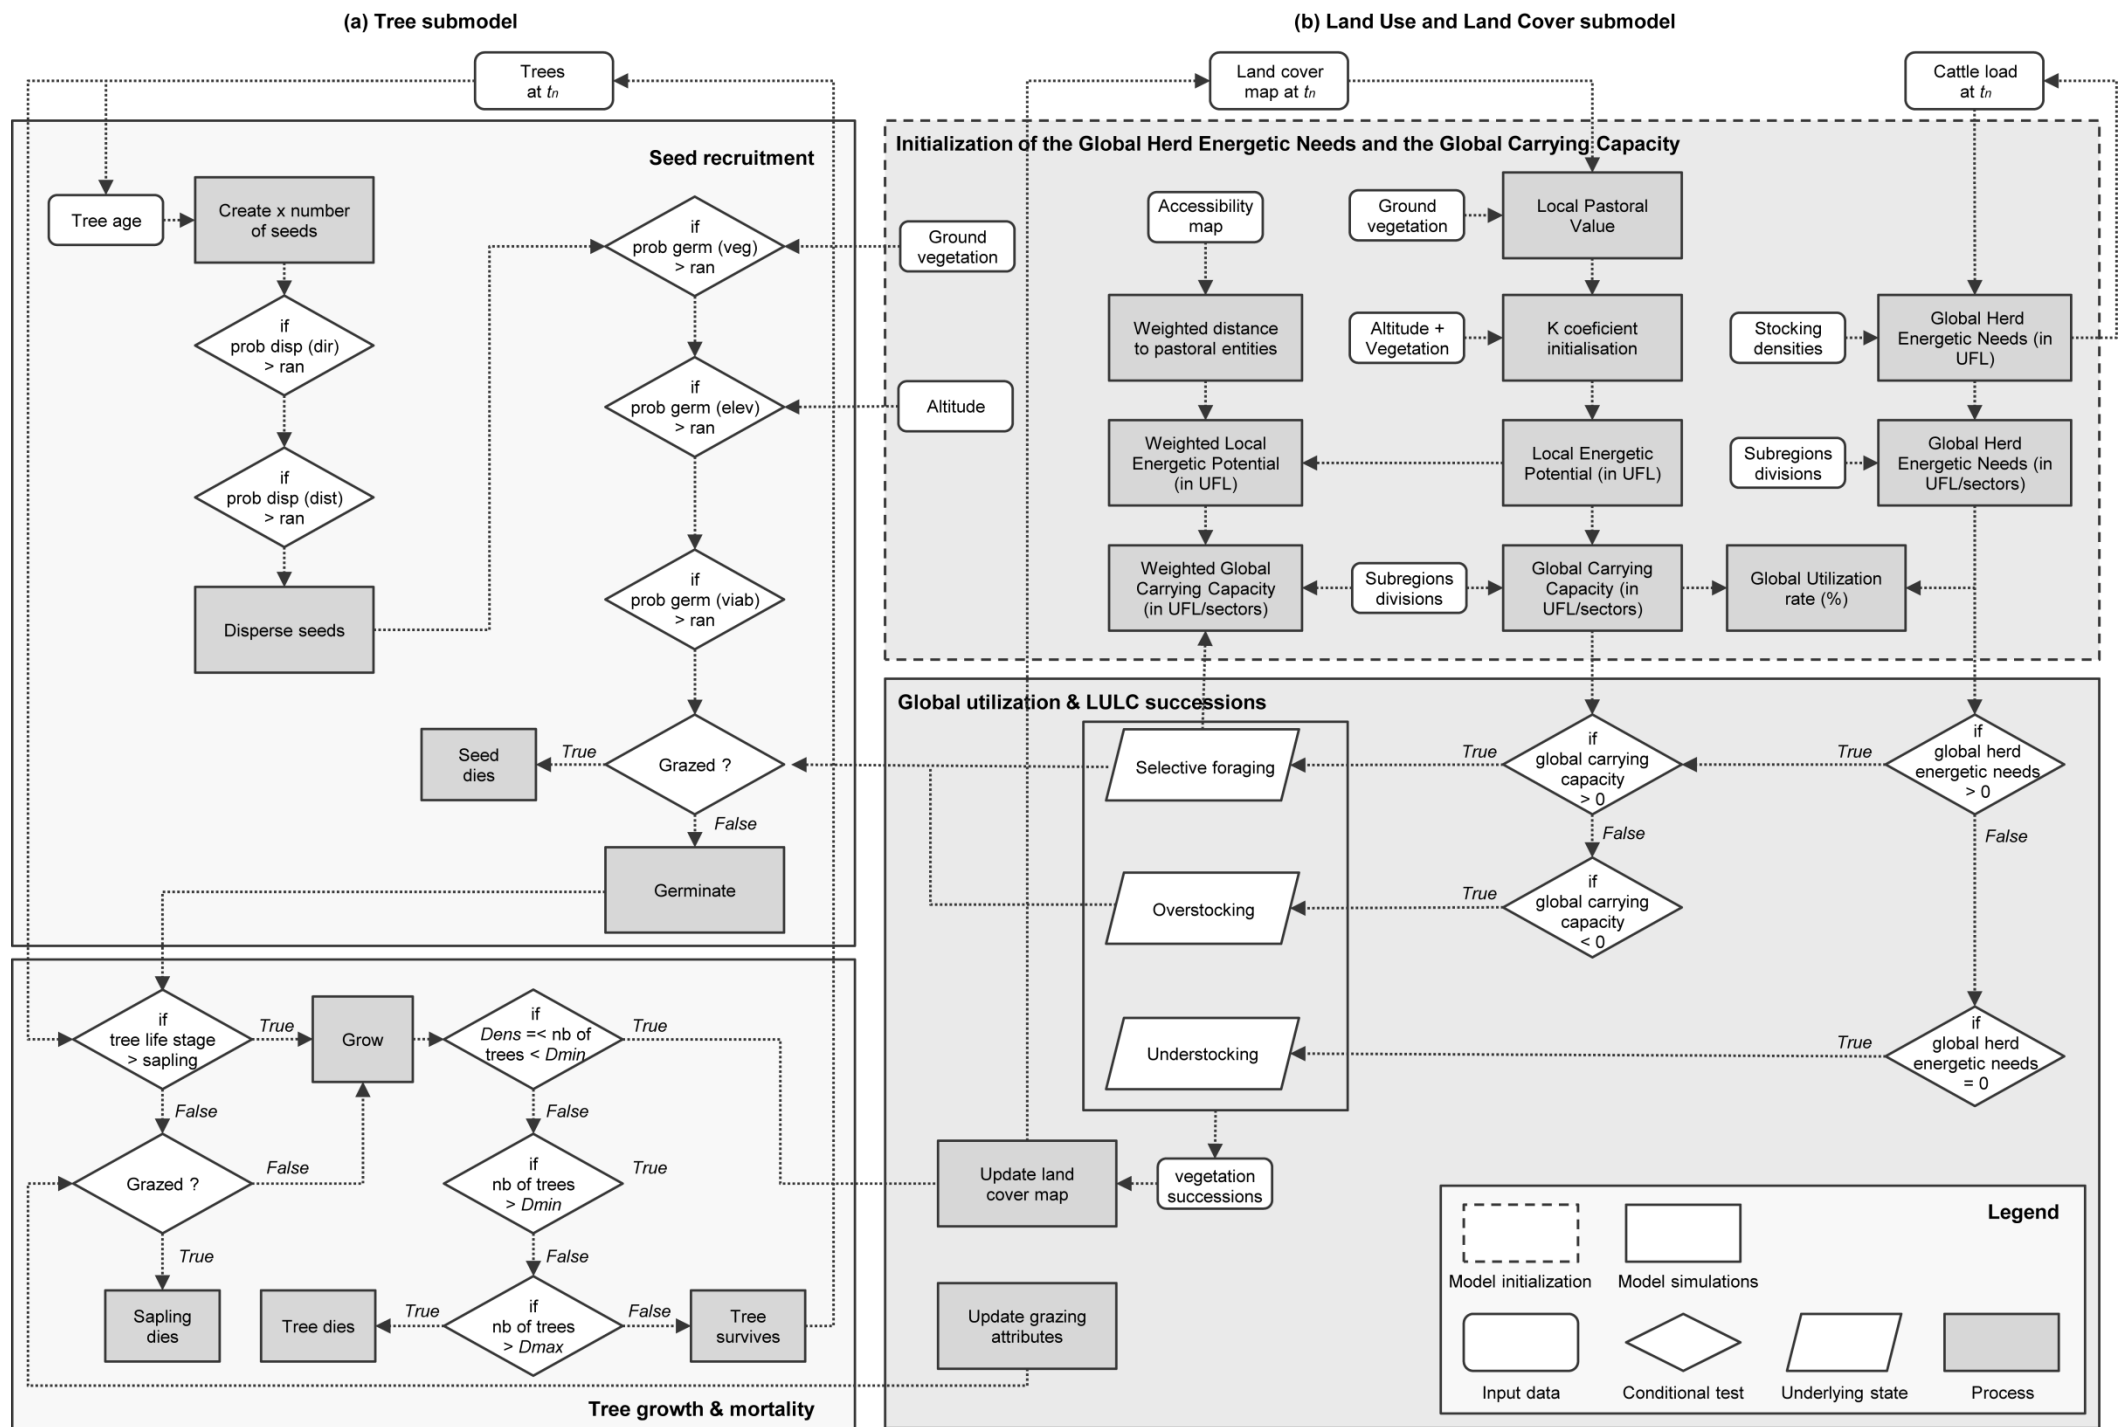 (a) Tree submodel
(b) Land Use and Land Cover submodel
Trees
at tn
Land cover
map at tn
Cattle load
at tn
Seed recruitment
Tree age
Create x number
of seeds
if
prob disp (dir)
> ran
if
prob disp (dist)
> ran
Disperse seeds
if
prob germ (veg)
> ran
if
prob germ (elev)
> ran
if
prob germ (viab)
> ran
Grazed ?
True
Seed
dies
False
Germinate
Ground
vegetation
Altitude
Initialization of the Global Herd Energetic Needs and the Global Carrying Capacity
Accessibility
map
Ground
vegetation
Local Pastoral
Value
Weighted distance
to pastoral entities
Altitude +
Vegetation
K coeficient
initialisation
Stocking
densities
Global Herd
Energetic Needs (in
UFL)
Weighted Local
Energetic Potential
(in UFL)
Local Energetic
Potential (in UFL)
Subregions
divisions
Global Herd
Energetic Needs (in
UFL/sectors)
Weighted Global
Carrying Capacity
(in UFL/sectors)
Subregions
divisions
Global Carrying
Capacity (in
UFL/sectors)
Global Utilization
rate (%)
Global utilization & LULC successions
Selective foraging
True
if
global carrying
capacity
> 0
True
if
global herd
energetic needs
> 0
False
False
Overstocking
True
if
global carrying
capacity
< 0
Understocking
True
if
global herd
energetic needs
= 0
Update land
cover map
vegetation
successions
Update grazing
attributes
if
tree life stage
> sapling
True
Grow
if
Dens =< nb of
trees < Dmin
True
False
False
Grazed ?
False
if
nb of trees
> Dmin
True
True
False
Sapling
dies
Tree dies
True
if
nb of trees
> Dmax
False
Tree
survives
Tree growth & mortality
Legend
Model initialization
Model simulations
Input data
Conditional test
Underlying state
Process